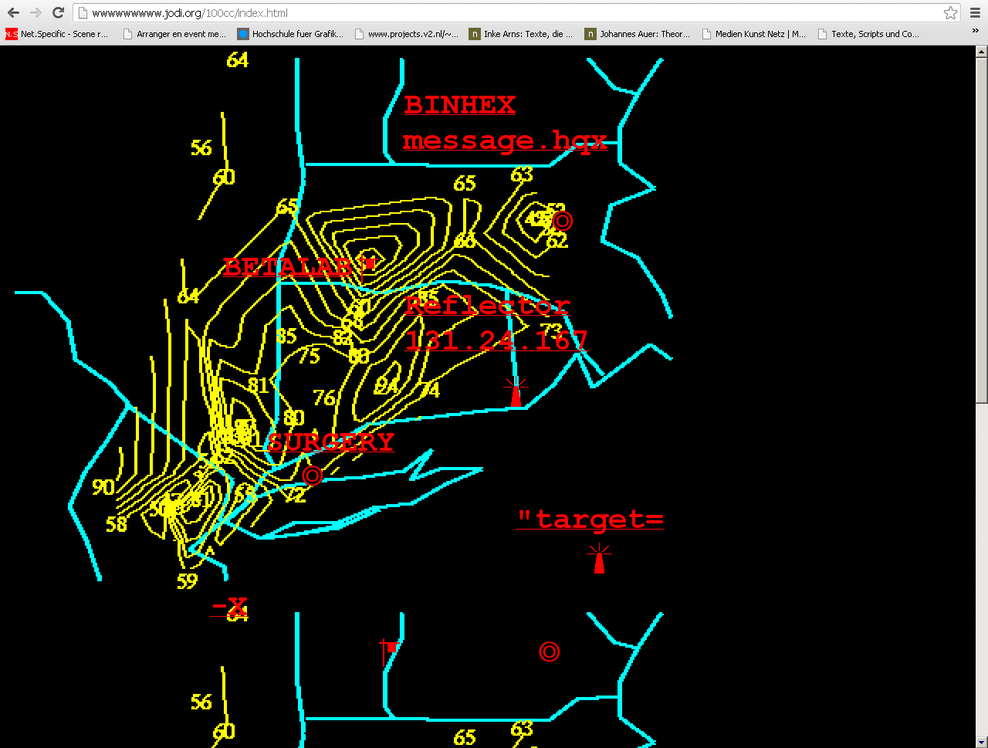 wwwwwwwww.jodi.org/100cc/index.html
Net.Specific - Scene r...
Arranger en event me...
Hochschule fuer Grafik...
www.projects.v2.nl/~...
Inke Arns: Texte, die ...
Johannes Auer: Theor...
Medien Kunst Netz | M...
Texte, Scripts und Co...
»
64
BINHEX
message.hqx
56
60
65
63
65
66
62
BETALAB
64
Reflector
131.24.167
85
73
75
81
76
94
74
80
SURGERY
90
72
58
"target=
59
-X
64
56
60
65
63